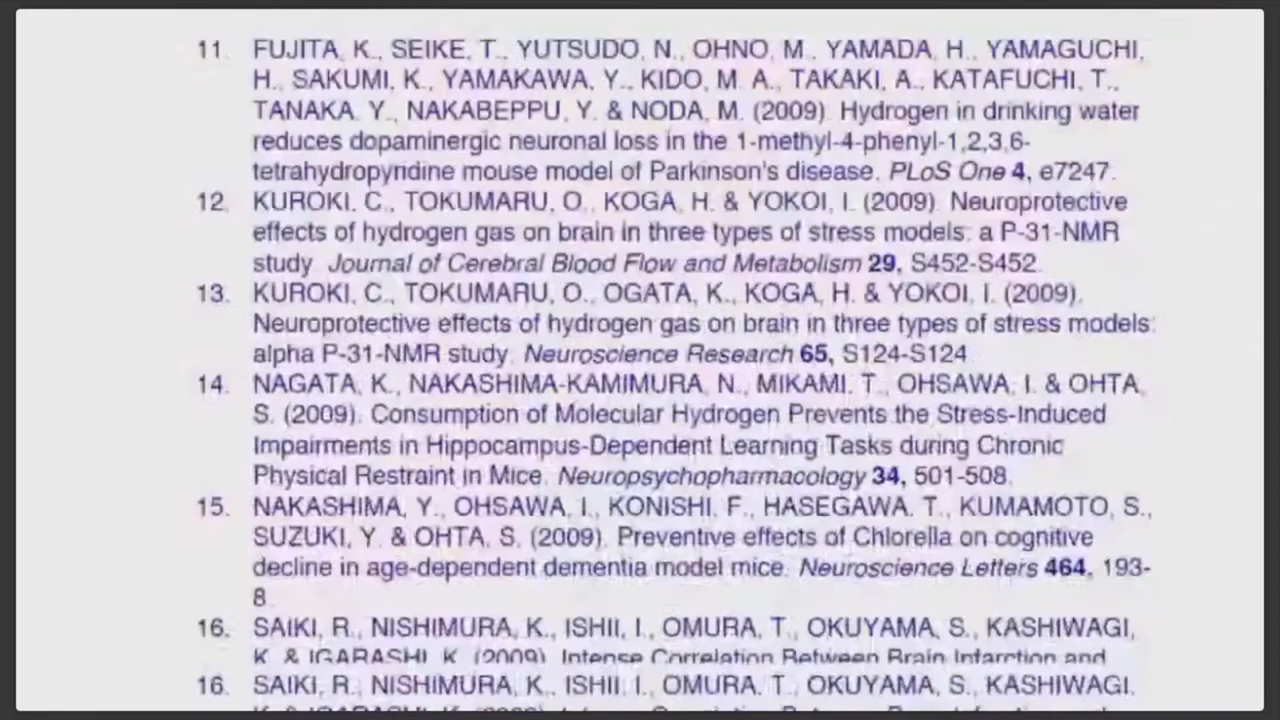 11. FUJITA, K., SEIKE, T., YUTSUDO, N., OHNO, M., YAMADA, H., YAMAGUCHI,
H., SAKUMI, K., YAMAKAWA, Y., KIDO, M. A., TAKAKI, A., KATAFUCHI, T.,
TANAKA, Y., NAKABEPPU, Y. & NODA, M. (2009). Hydrogen in drinking water
reduces dopaminergic neuronal loss in the 1-methyl-4-phenyl-1,2,3,6-
tetrahydropyridine mouse model of Parkinson's disease. PLoS One 4, e7247.
12. KUROKI, C., TOKUMARU, O., KOGA, H. & YOKOI, I. (2009). Neuroprotective
effects of hydrogen gas on brain in three types of stress models: a P-31-NMR
study. Journal of Cerebral Blood Flow and Metabolism 29, S452-S452.
13. KUROKI, C., TOKUMARU, O., OGATA, K., KOGA, H. & YOKOI, I. (2009).
Neuroprotective effects of hydrogen gas on brain in three types of stress models:
alpha P-31-NMR study. Neuroscience Research 65, S124-S124.
14. NAGATA, K., NAKASHIMA-KAMIMURA, N., MIKAMI, T., OHSAWA, I. & OHTA,
S. (2009). Consumption of Molecular Hydrogen Prevents the Stress-Induced
Impairments in Hippocampus-Dependent Learning Tasks during Chronic
Physical Restraint in Mice. Neuropsychopharmacology 34, 501-508.
15. NAKASHIMA, Y., OHSAWA, I., KONISHI, F., HASEGAWA, T., KUMAMOTO, S.,
SUZUKI, Y. & OHTA, S. (2009). Preventive effects of Chlorella on cognitive
decline in age-dependent dementia model mice. Neuroscience Letters 464, 193-
8.
16. SAIKI, R., NISHIMURA, K., ISHII, I., OMURA, T., OKUYAMA, S., KASHIWAGI,
K. & IGARASHI, K. (2009). Intense Correlation Between Brain Infarction and
16. SAIKI, R., NISHIMURA, K., ISHII, I., OMURA, T., OKUYAMA, S., KASHIWAGI,